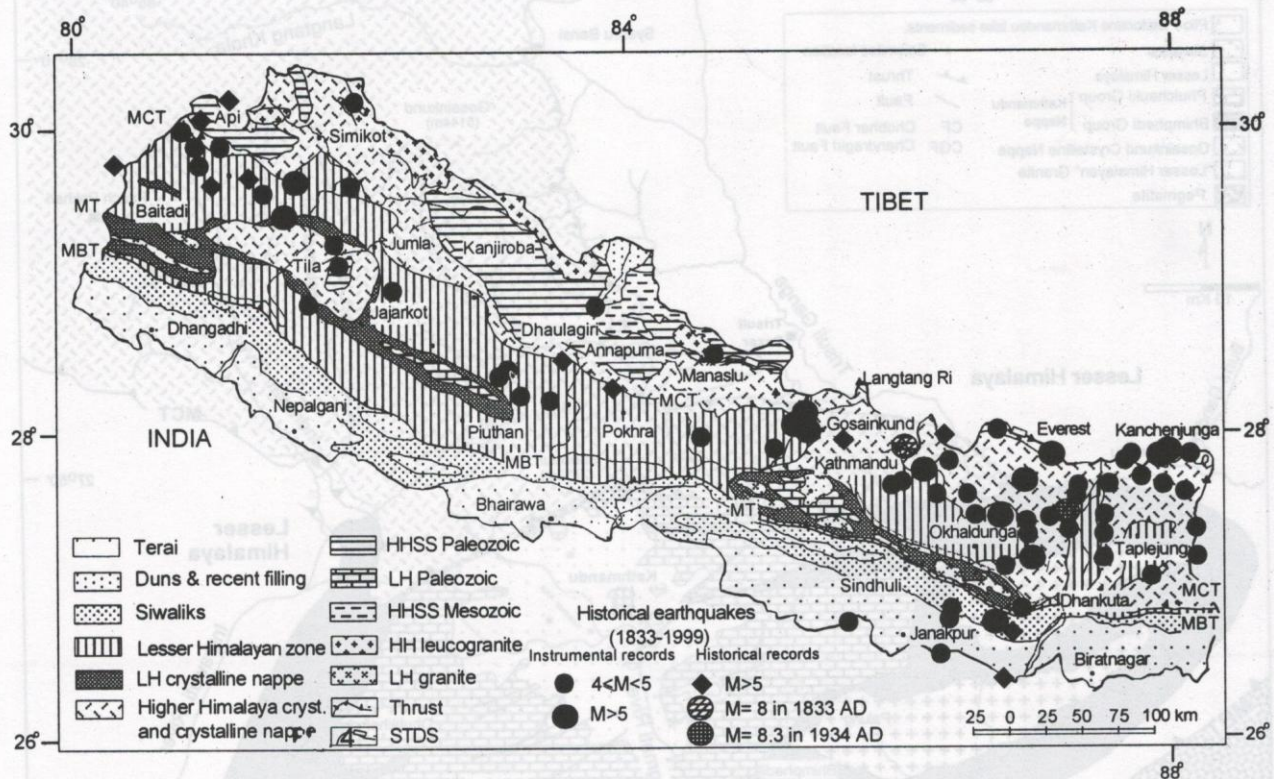 80°
84°
88°
30°
30°
28°
28°
26°
26°
88°
MCT
Api
Simikot
TIBET
MT
Baitadi
MBT
Jumla
Kanjiroba
Tila
Jajarkot
Dhangadhi
Dhaulagiri
Annapurna
Manaslu
Langtang Ri
MCT
Nepalganj
Gosainkund
Everest
Kanchenjunga
INDIA
Piuthan
Pokhra
Kathmandu
MBT
Bhairawa
MT
Okhaldunga
Taplejung
Sindhuli
MCT
Dhankuta
MBT
Janakpur
Biratnagar
Terai
Duns & recent filling
Siwaliks
Lesser Himalayan zone
LH crystalline nappe
Higher Himalaya cryst.
and crystalline nappe
HHSS Paleozoic
LH Paleozoic
HHSS Mesozoic
HH leucogranite
LH granite
Thrust
STDS
Historical earthquakes
(1833-1999)
Instrumental records
4<M<5
M>5
Historical records
M>5
M= 8 in 1833 AD
M= 8.3 in 1934 AD
25 0 25 50 75 100 km